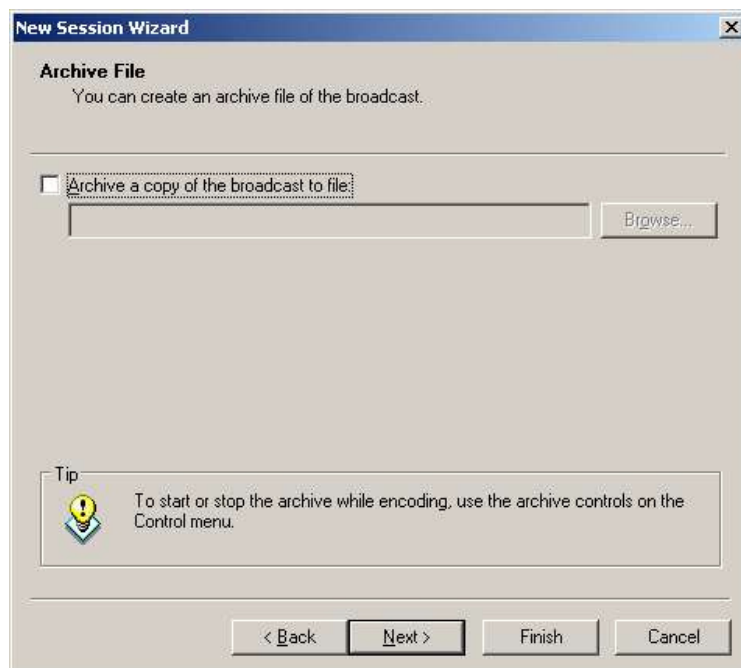 New Session Wizard
Archive File
You can create an archive file of the broadcast.
Archive a copy of the broadcast to file:
Browse...
Tip
To start or stop the archive while encoding, use the archive controls on the
Control menu.
< Back
Next >
Finish
Cancel